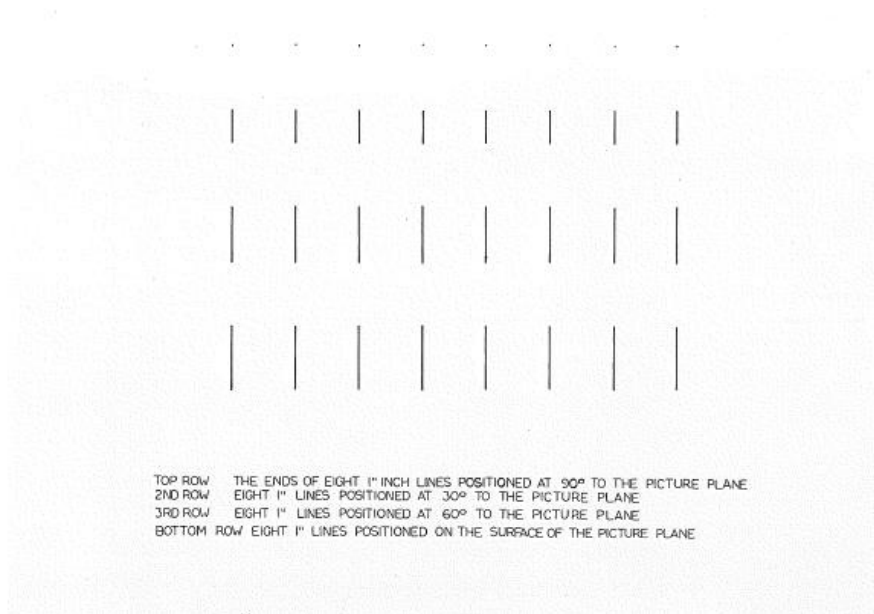 TOP ROW THE ENDS OF EIGHT 1" INCH LINES POSITIONED AT 90° TO THE PICTURE PLANE
2ND ROW EIGHT 1" LINES POSITIONED AT 30° TO THE PICTURE PLANE
3RD ROW EIGHT 1" LINES POSITIONED AT 60° TO THE PICTURE PLANE
BOTTOM ROW EIGHT 1" LINES POSITIONED ON THE SURFACE OF THE PICTURE PLANE